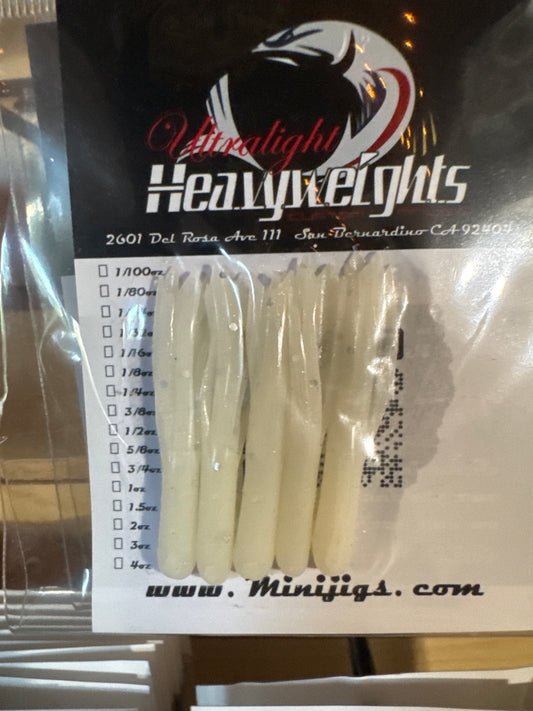 Ultralight
Heavyweights
2601 Del Rosa Ave 111 San Bernardino CA 92404
1/100oz
1/80oz
1/32oz
1/16oz
1/8oz
1/4oz
3/8oz
1/2oz
5/8oz
3/4oz
1oz
1.5oz
2oz
3oz
4oz
www.Minijigs.com